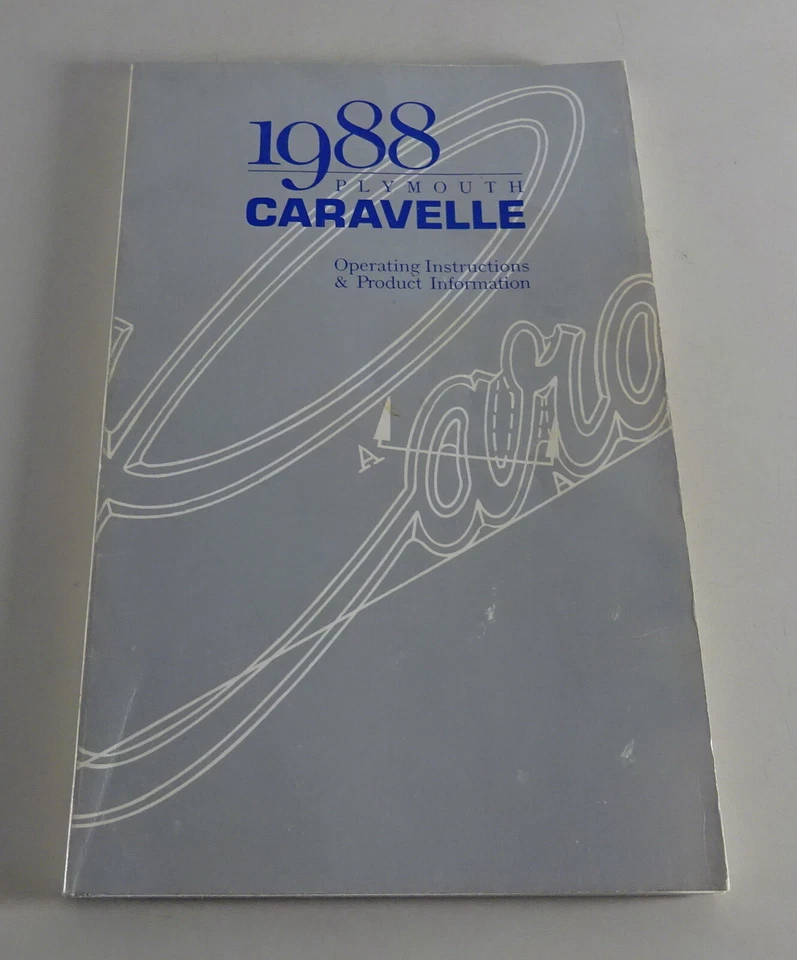 1988
PLYMOUTH
CARAVELLE
Operating Instructions
& Product Information
A
A